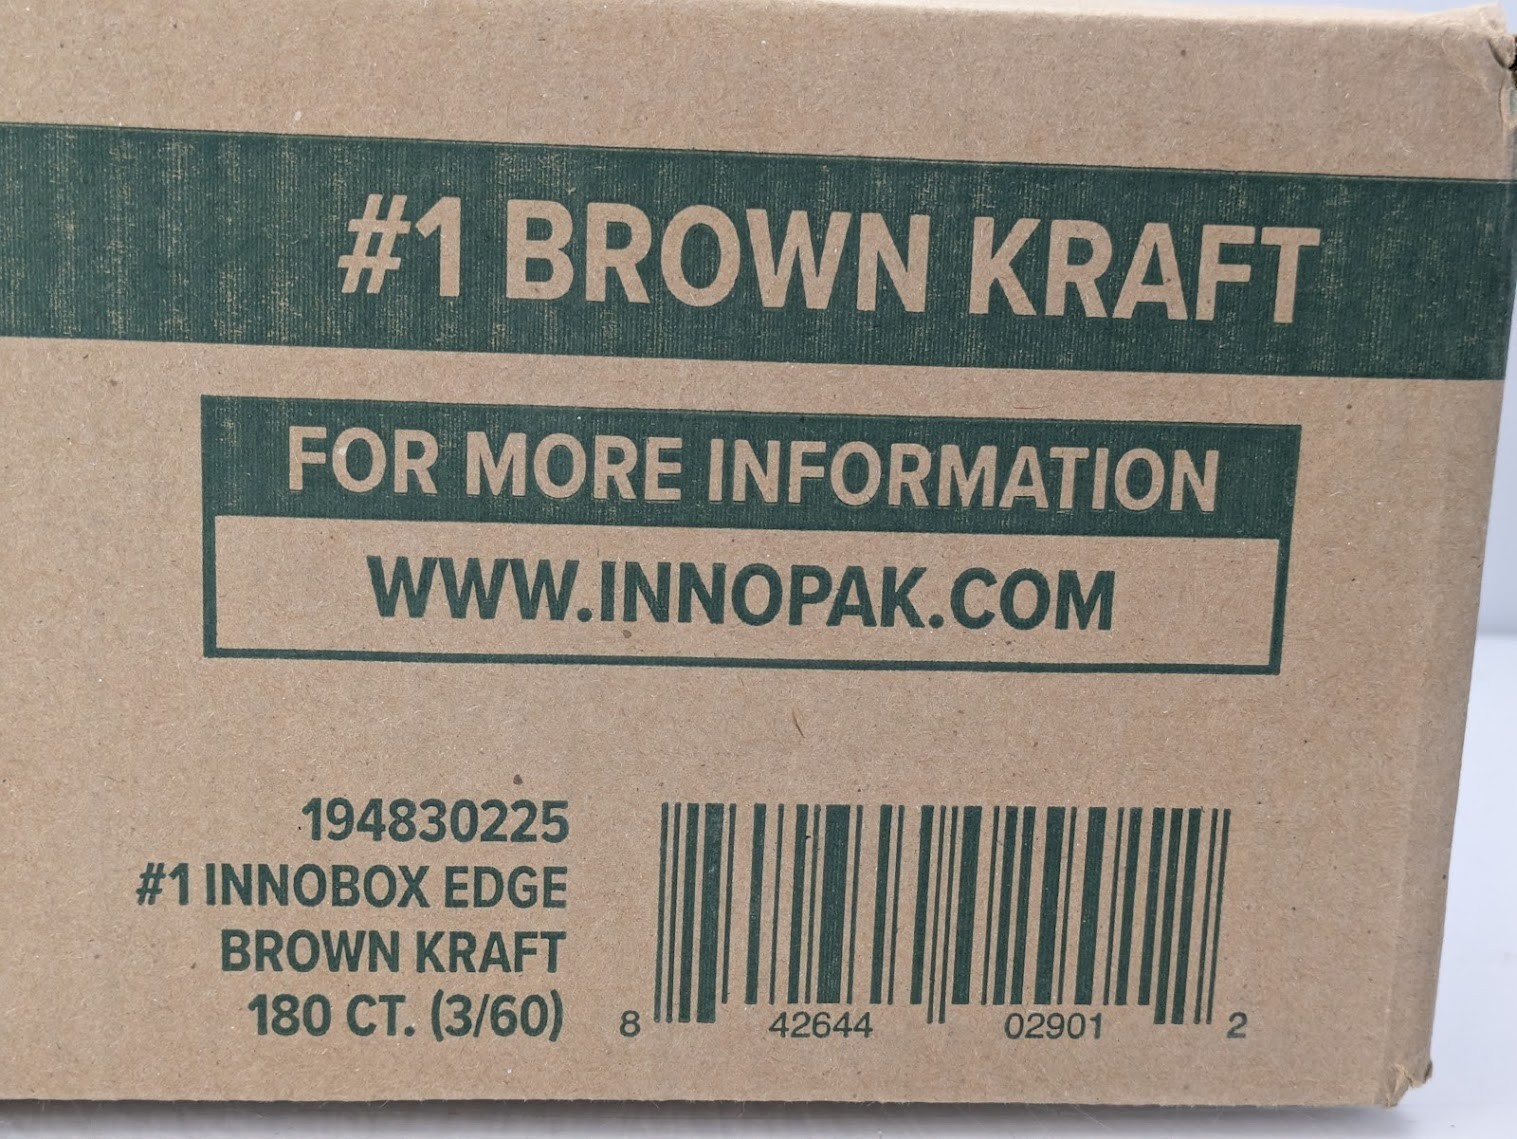 #1 BROWN KRAFT
FOR MORE INFORMATION
WWW.INNOPAK.COM
194830225
#1 INNOBOX EDGE
BROWN KRAFT
180 CT. (3/60)
8 42644 02901 2